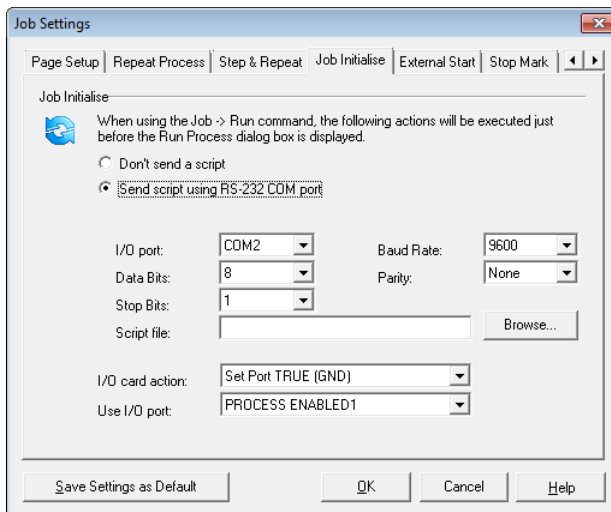 Job Settings
Page Setup Repeat Process Step & Repeat Job Initialise External Start Stop Mark
Job Initialise
When using the Job -> Run command, the following actions will be executed just
before the Run Process dialog box is displayed.
Don't send a script
Send script using RS-232 COM port
I/O port: COM2 Baud Rate: 9600
Data Bits: 8 Parity: None
Stop Bits: 1
Script file: Browse...
I/O card action: Set Port TRUE (GND)
Use I/O port: PROCESS ENABLED1
Save Settings as Default OK Cancel Help